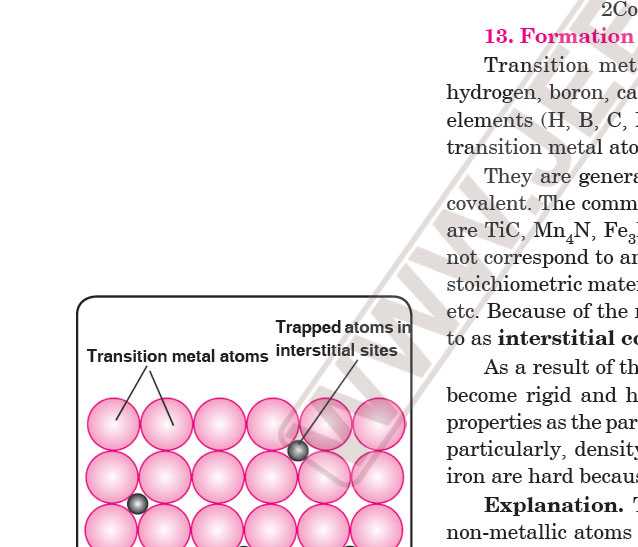 2Co
13. Formation
Transition met
hydrogen, boron, ca
elements (H, B, C,
transition metal ato
They are genera
covalent. The comm
are TiC, Mn₄N, Fe₃
not correspond to an
stoichiometric mater
etc. Because of the
to as interstitial co
As a result of th
become rigid and h
properties as the par
particularly, density
iron are hard becaus
Explanation.
non-metallic atoms
Transition metal atoms
Trapped atoms in
interstitial sites
WWW.JEE